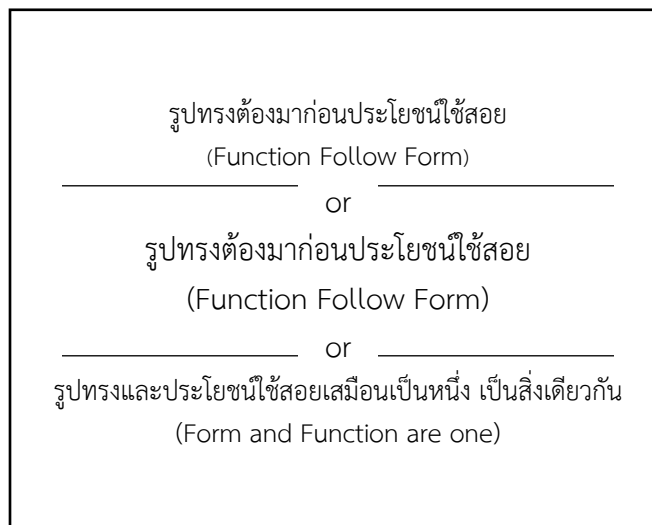 รูปทรงต้องมาก่อนประโยชน์ใช้สอย
(Function Follow Form)
or
รูปทรงต้องมาก่อนประโยชน์ใช้สอย
(Function Follow Form)
or
รูปทรงและประโยชน์ใช้สอยเสมือนเป็นหนึ่ง เป็นสิ่งเดียวกัน
(Form and Function are one)